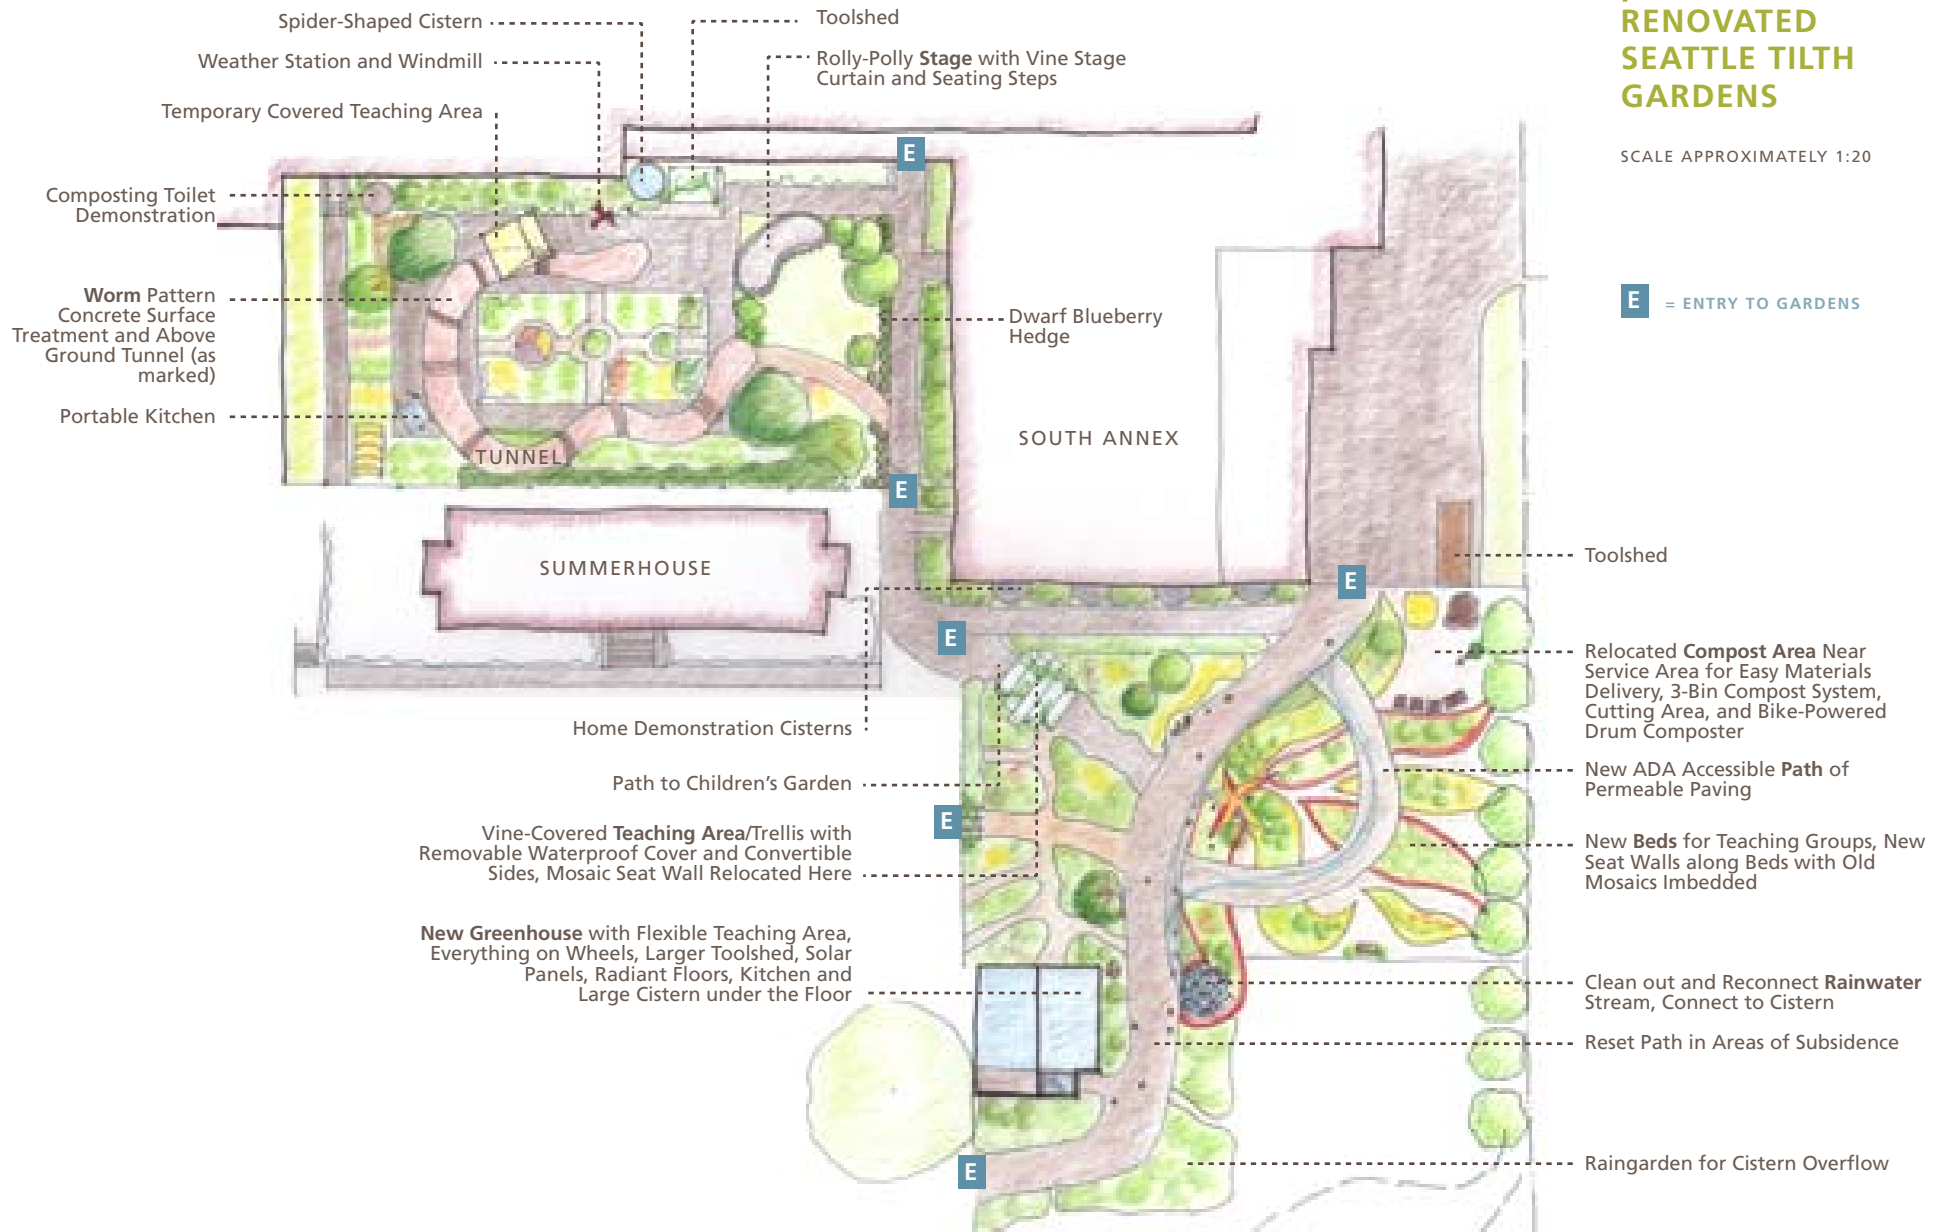 RENOVATED
SEATTLE TILTH
GARDENS
SCALE APPROXIMATELY 1:20
E = ENTRY TO GARDENS
Spider-Shaped Cistern
Weather Station and Windmill
Temporary Covered Teaching Area
Toolshed
Rolly-Polly Stage with Vine Stage
Curtain and Seating Steps
Composting Toilet
Demonstration
Worm Pattern
Concrete Surface
Treatment and Above
Ground Tunnel (as
marked)
Portable Kitchen
E
Dwarf Blueberry
Hedge
SOUTH ANNEX
TUNNEL
E
SUMMERHOUSE
E
E
Toolshed
Home Demonstration Cisterns
Path to Children's Garden
E
Vine-Covered Teaching Area/Trellis with
Removable Waterproof Cover and Convertible
Sides, Mosaic Seat Wall Relocated Here
New Greenhouse with Flexible Teaching Area,
Everything on Wheels, Larger Toolshed, Solar
Panels, Radiant Floors, Kitchen and
Large Cistern under the Floor
Relocated Compost Area Near
Service Area for Easy Materials
Delivery, 3-Bin Compost System,
Cutting Area, and Bike-Powered
Drum Composter
New ADA Accessible Path of
Permeable Paving
New Beds for Teaching Groups, New
Seat Walls along Beds with Old
Mosaics Imbedded
Clean out and Reconnect Rainwater
Stream, Connect to Cistern
Reset Path in Areas of Subsidence
Raingarden for Cistern Overflow
E